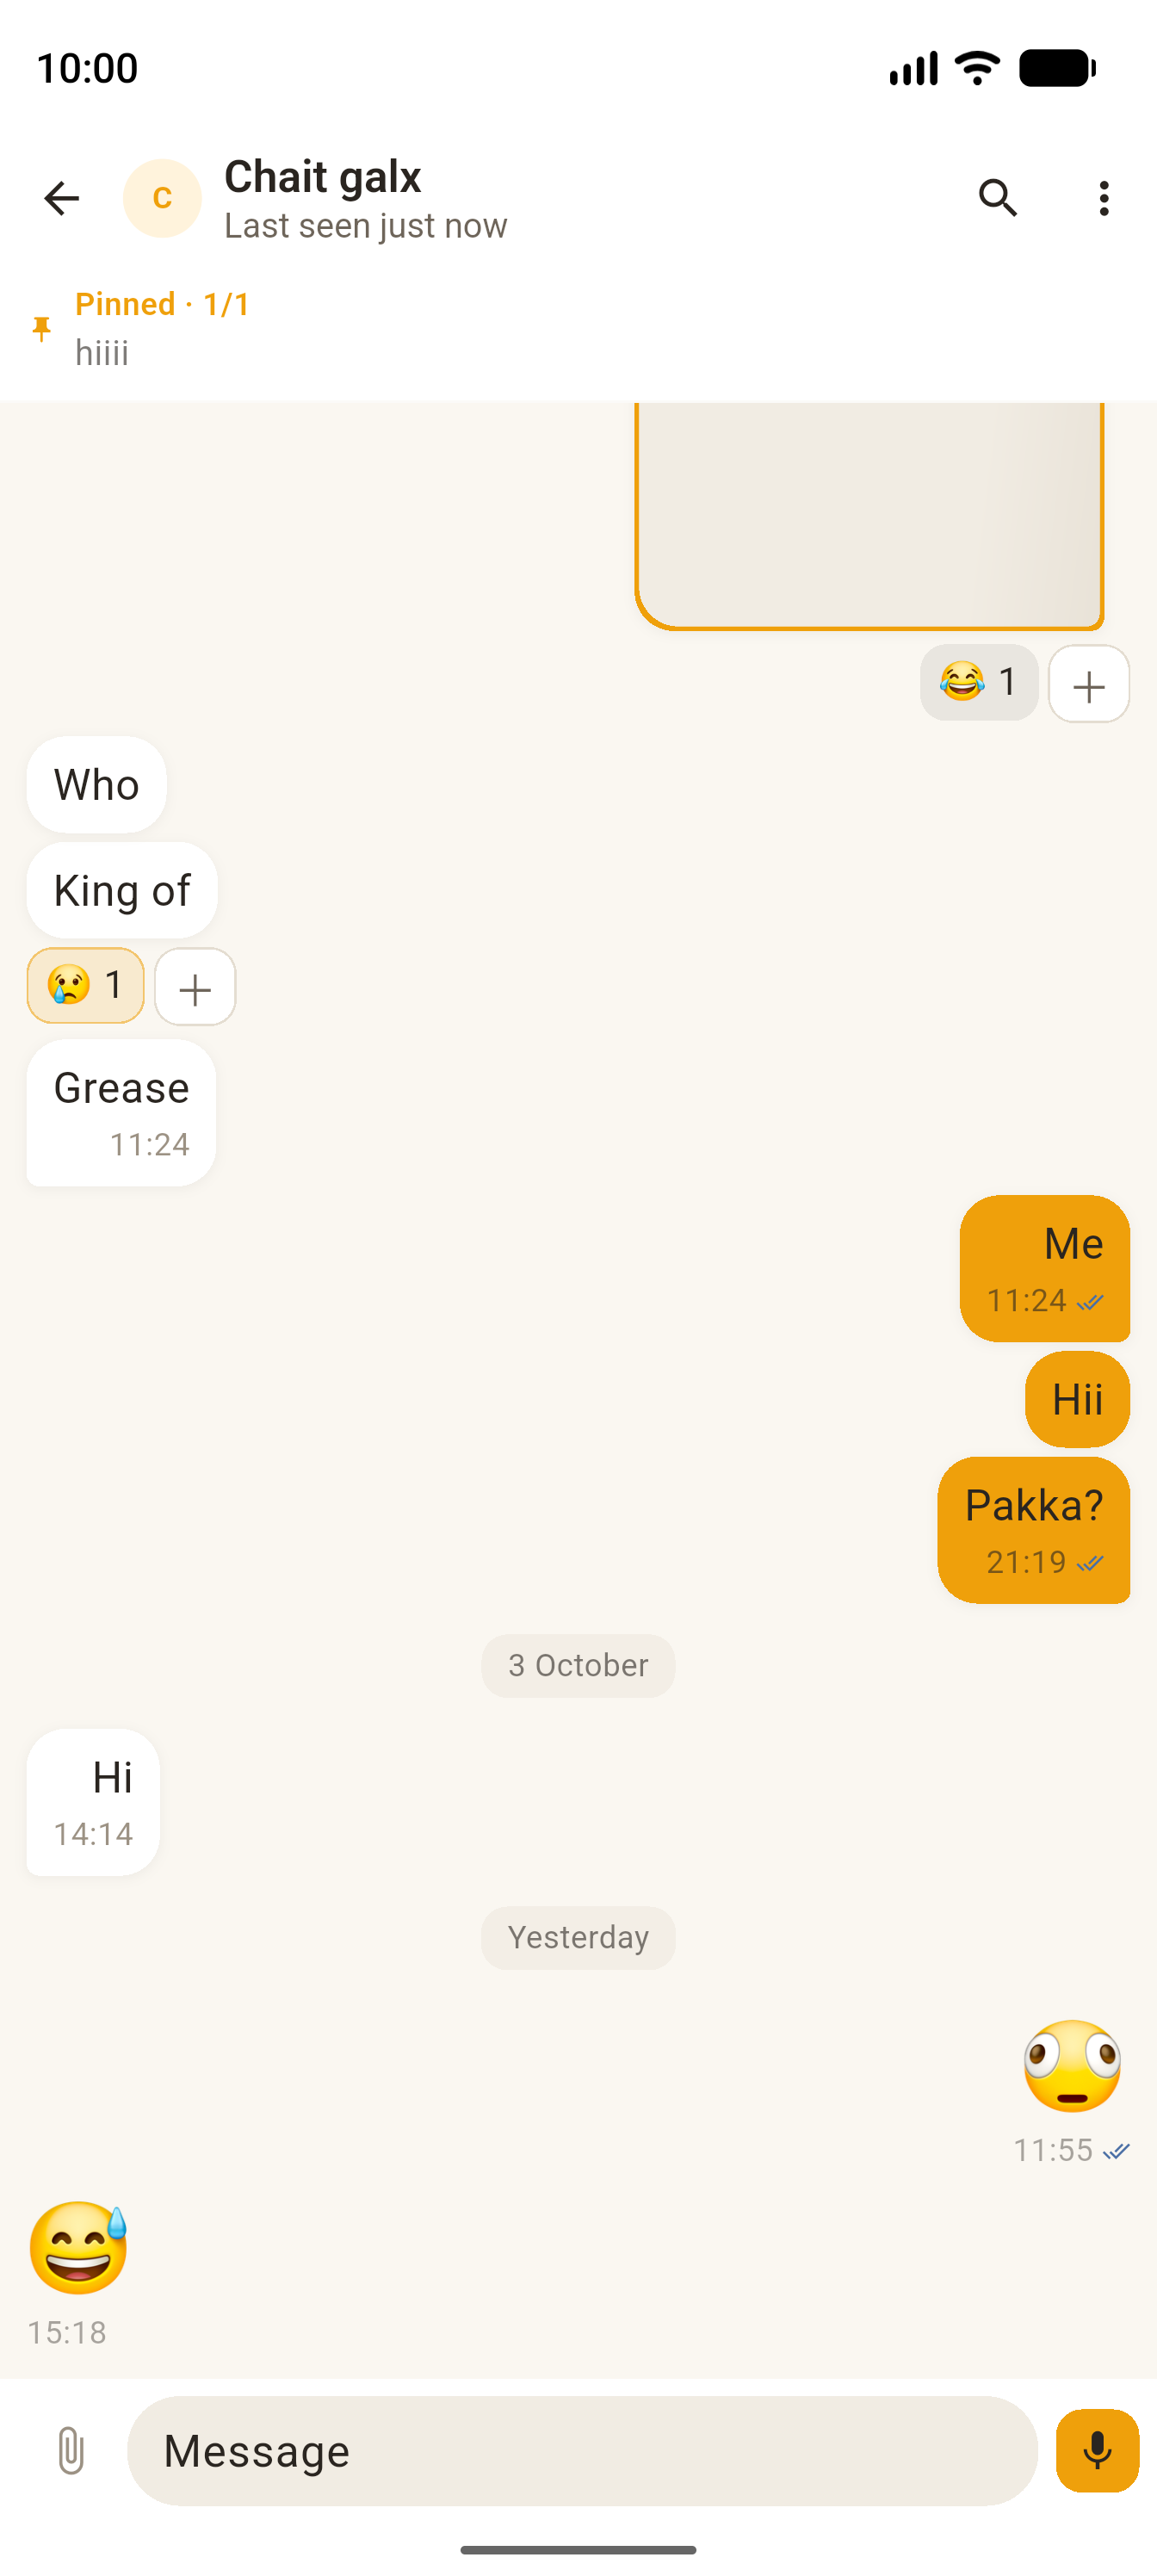 10:00
C
Chait galx
Last seen just now
Pinned · 1/1
hiiii
😂 1
Who
King of
😢 1
Grease
11:24
Me
11:24
Hii
Pakka?
21:19
3 October
Hi
14:14
Yesterday
11:55
😅
15:18
Message